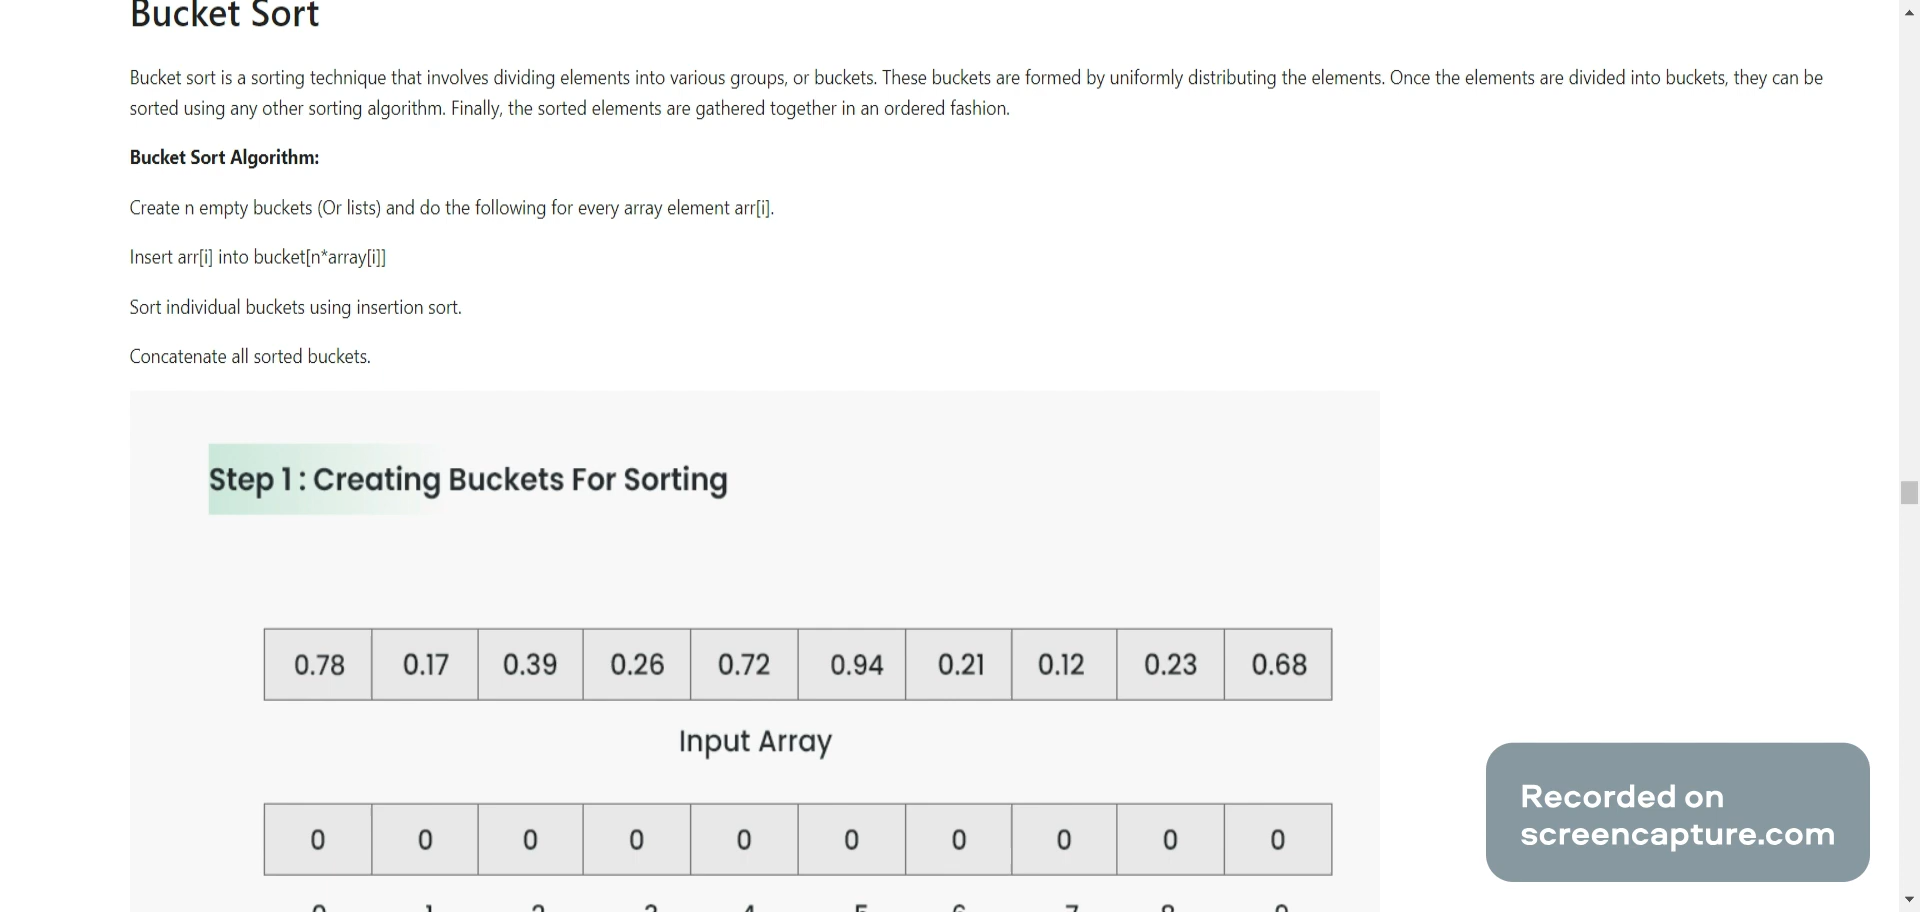 Bucket Sort
Bucket sort is a sorting technique that involves dividing elements into various groups, or buckets. These buckets are formed by uniformly distributing the elements. Once the elements are divided into buckets, they can be
sorted using any other sorting algorithm. Finally, the sorted elements are gathered together in an ordered fashion.
Bucket Sort Algorithm:
Create n empty buckets (Or lists) and do the following for every array element arr[i].
Insert arr[i] into bucket[n*array[i]]
Sort individual buckets using insertion sort.
Concatenate all sorted buckets.
Step 1 : Creating Buckets For Sorting
0.78 0.17 0.39 0.26 0.72 0.94 0.21 0.12 0.23 0.68
Input Array
0 0 0 0 0 0 0 0 0 0
Recorded on
screencapture.com